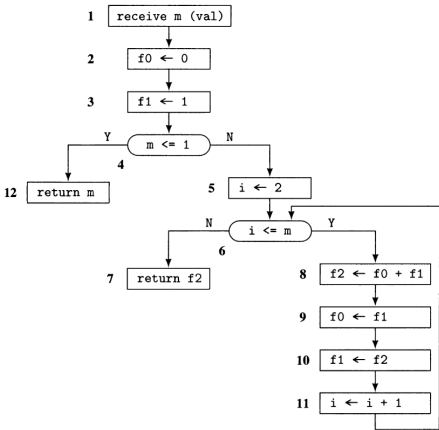 1 receive m (val)
2 f0 ← 0
3 f1 ← 1
Y m <= 1 N
4
5 i ← 2
12 return m
N i <= m Y
6
7 return f2
8 f2 ← f0 + f1
9 f0 ← f1
10 f1 ← f2
11 i ← i + 1